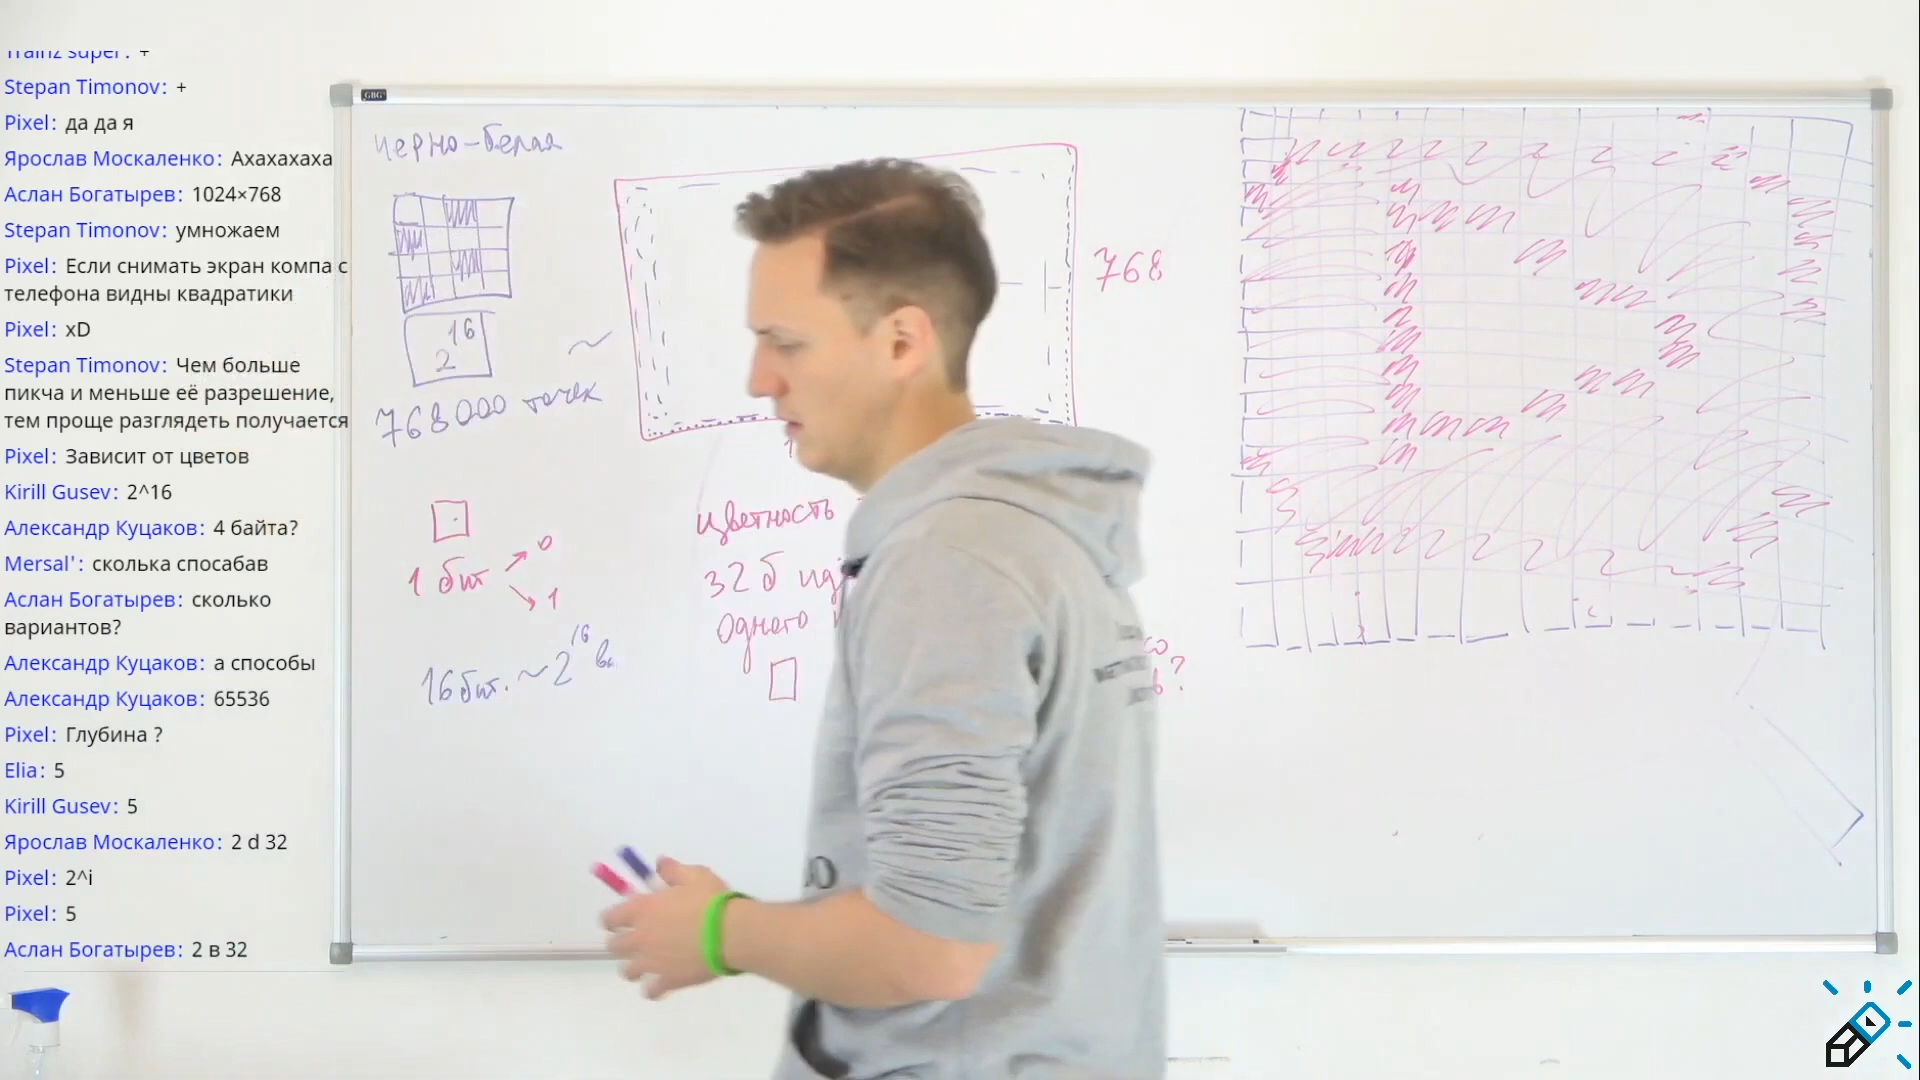 Trainz super: +
Stepan Timonov: +
Pixel: да да я
Ярослав Москаленко: Ахахахаха
Аслан Богатырев: 1024×768
Stepan Timonov: умножаем
Pixel: Если снимать экран компа с
телефона видны квадратики
Pixel: xD
Stepan Timonov: Чем больше
пикча и меньше её разрешение,
тем проще разглядеть получается
Pixel: Зависит от цветов
Kirill Gusev: 2^16
Александр Куцаков: 4 байта?
Mersal': сколька спосабав
Аслан Богатырев: сколько
вариантов?
Александр Куцаков: а способы
Александр Куцаков: 65536
Pixel: Глубина ?
Elia: 5
Kirill Gusev: 5
Ярослав Москаленко: 2 d 32
Pixel: 2^i
Pixel: 5
Аслан Богатырев: 2 в 32
GBG
черно-белая
2^16
768000 точек
~
1 бит
0
1
16 бит. ~ 2^16
768
цветность
32 б
одного
?